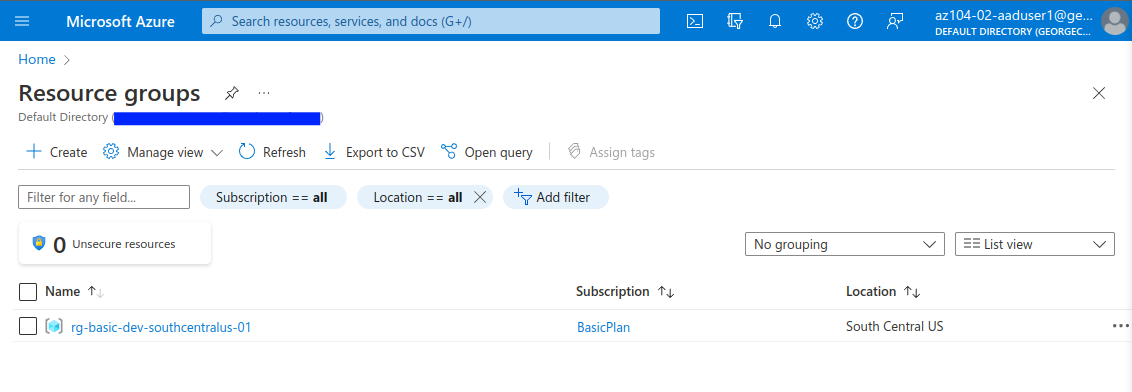 Microsoft Azure
Search resources, services, and docs (G+/)
az104-02-aaduser1@ge...
DEFAULT DIRECTORY (GEORGEC...
Home >
Resource groups ...
Default Directory ( )
Create Manage view Refresh Export to CSV Open query Assign tags
Filter for any field... Subscription == all Location == all Add filter
0 Unsecure resources
No grouping List view
Name Subscription Location
rg-basic-dev-southcentralus-01 BasicPlan South Central US ...